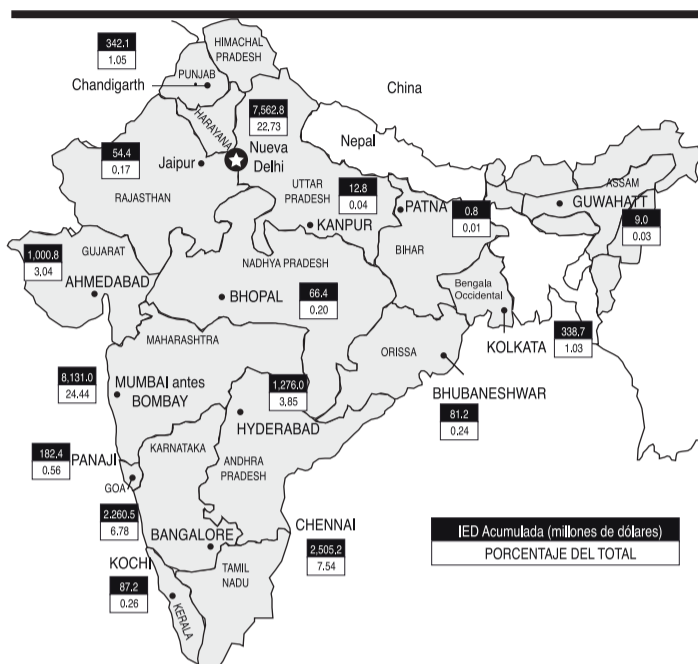 342.1
1.05
HIMACHAL
PRADESH
PUNJAB
Chandigarth
China
7,562.8
22,73
HARAYANA
Nueva
Delhi
Nepal
54.4
0.17
Jaipur
RAJASTHAN
UTTAR
PRADESH
12.8
0.04
KANPUR
PATNA
0.8
0.01
BIHAR
ASSAM
GUWAHATT
9.0
0.03
1,000.8
3,04
GUJARAT
AHMEDABAD
NADHYA PRADESH
BHOPAL
66.4
0.20
Bengala
Occidental
KOLKATA
338,7
1.03
MAHARASHTRA
ORISSA
8,131.0
24.44
MUMBAI antes
BOMBAY
1,276.0
3,85
HYDERABAD
BHUBANESHWAR
81.2
0.24
182,4
0.56
PANAJI
GOA
KARNATAKA
ANDHRA
PRADESH
2.260.5
6.78
BANGALORE
CHENNAI
2,505,2
7.54
KOCHI
87.2
0.26
KERALA
TAMIL
NADU
IED Acumulada (millones de dólares)
PORCENTAJE DEL TOTAL